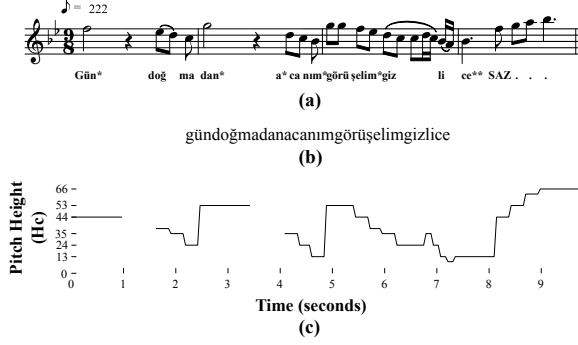 ♪ = 222
9
8
Gün* doğ ma dan* a* ca nım* görü şelim* giz li ce** SAZ . . .
(a)
gündoğmadanacanımgörüşelimgizlice
(b)
Pitch Height
(Hc)
66
53
44
35
24
13
0
0 1 2 3 4 5 6 7 8 9
Time (seconds)
(c)